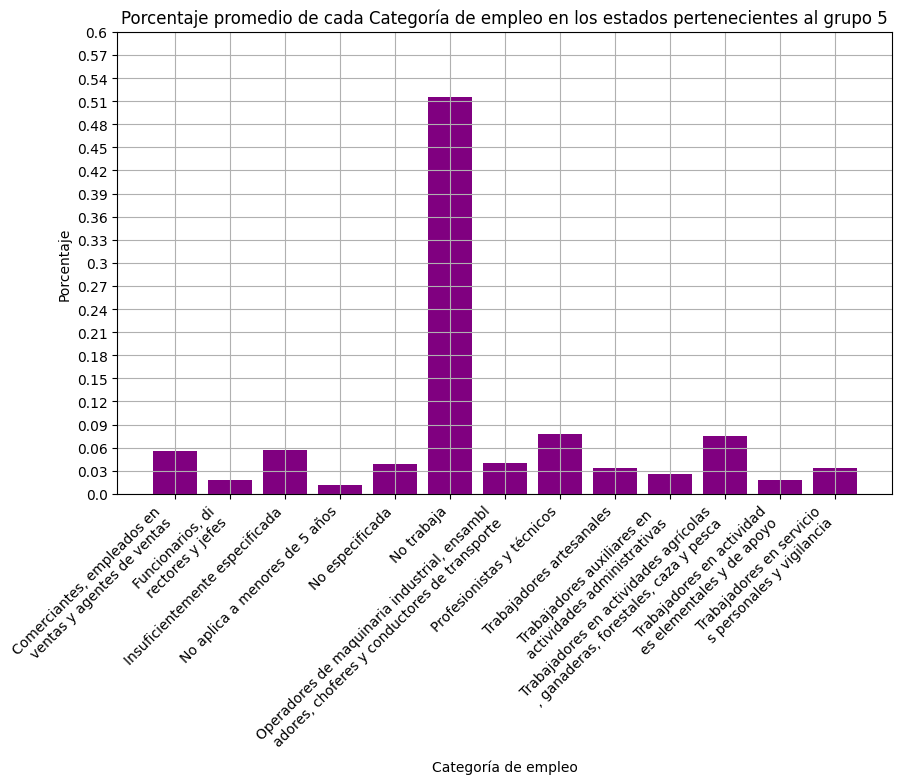 Porcentaje promedio de cada Categoría de empleo en los estados pertenecientes al grupo 5
Porcentaje
0.6
0.57
0.54
0.51
0.48
0.45
0.42
0.39
0.36
0.33
0.3
0.27
0.24
0.21
0.18
0.15
0.12
0.09
0.06
0.03
0.0
Comerciantes, empleados en
ventas y agentes de ventas
Funcionarios, di
rectores y jefes
Insuficientemente especificada
No aplica a menores de 5 años
No especificada
No trabaja
Operadores de maquinaria industrial, ensambl
adores, choferes y conductores de transporte
Profesionistas y técnicos
Trabajadores artesanales
Trabajadores auxiliares en
actividades administrativas
Trabajadores en actividades agrícolas
, ganaderas, forestales, caza y pesca
Trabajadores en actividad
es elementales y de apoyo
Trabajadores en servicio
s personales y vigilancia
Categoría de empleo